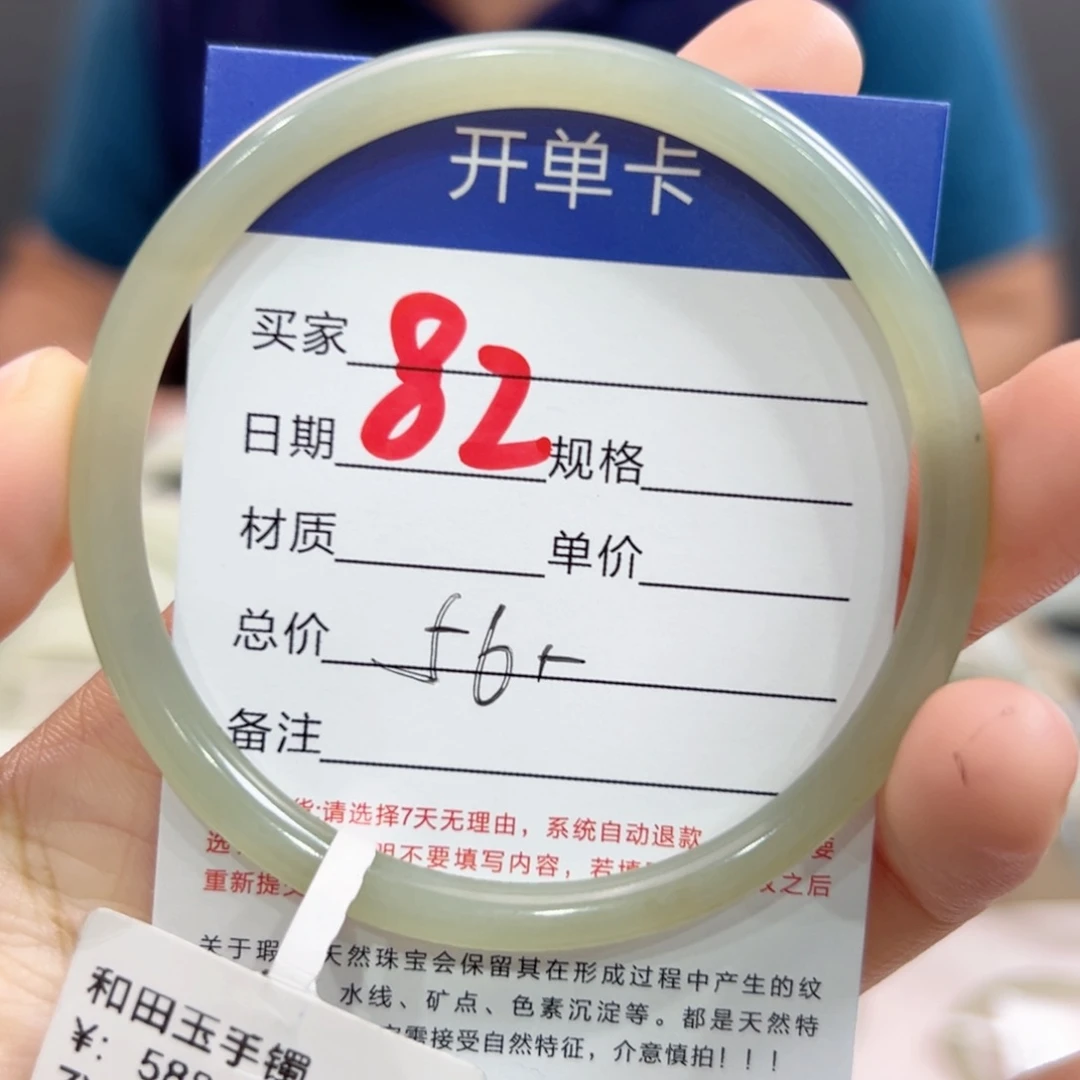 开单卡
买家 82
日期 规格
材质 单价
总价 56
备注
请选择7天无理由,系统自动退款
不要填写内容,若 要
重新提 之后
关于瑕 天然珠宝会保留其在形成过程中产生的纹
水线、矿点、色素沉淀等。都是天然特
需接受自然特征,介意慎拍!!!
和田玉手镯
¥: 58